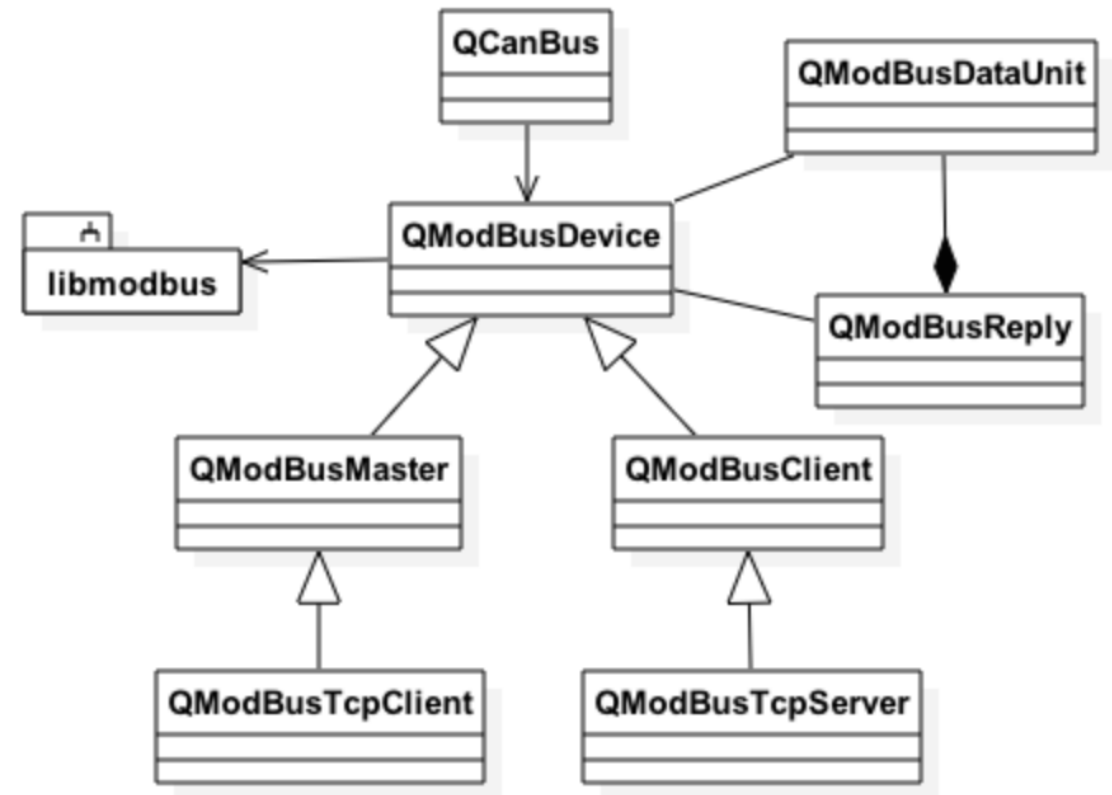 QCanBus
QModBusDataUnit
QModBusDevice
libmodbus
QModBusReply
QModBusMaster
QModBusClient
QModBusTcpClient
QModBusTcpServer